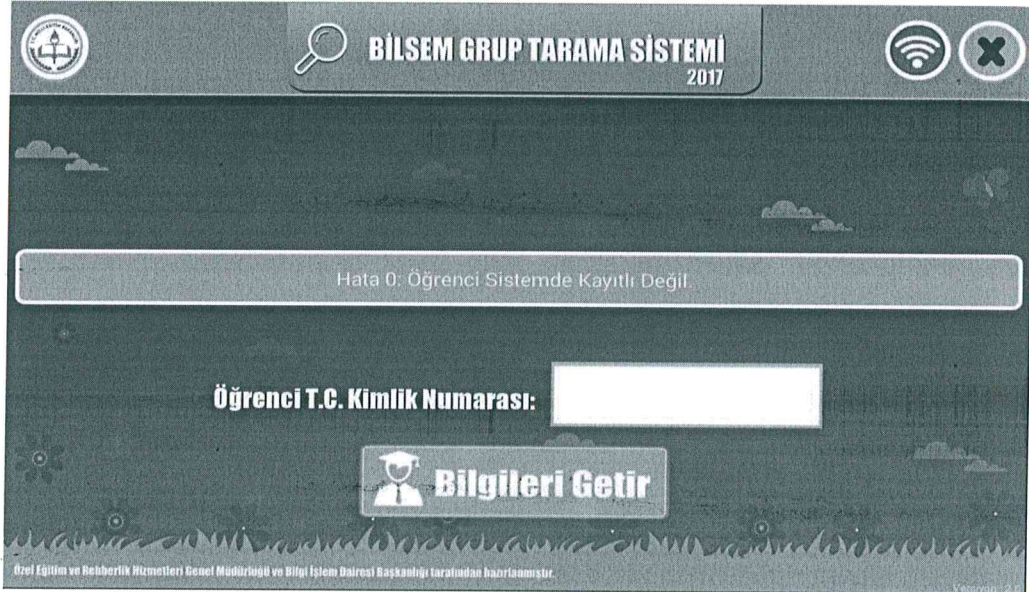 BİLSEM GRUP TARAMA SİSTEMİ
2017
Hata 0: Öğrenci Sistemde Kayıtlı Değil.
Öğrenci T.C. Kimlik Numarası:
Bilgileri Getir
Özel Eğitim ve Rehberlik Hizmetleri Genel Müdürlüğü ve Bilgi İşlem Dairesi Başkanlığı tarafından hazırlanmıştır.